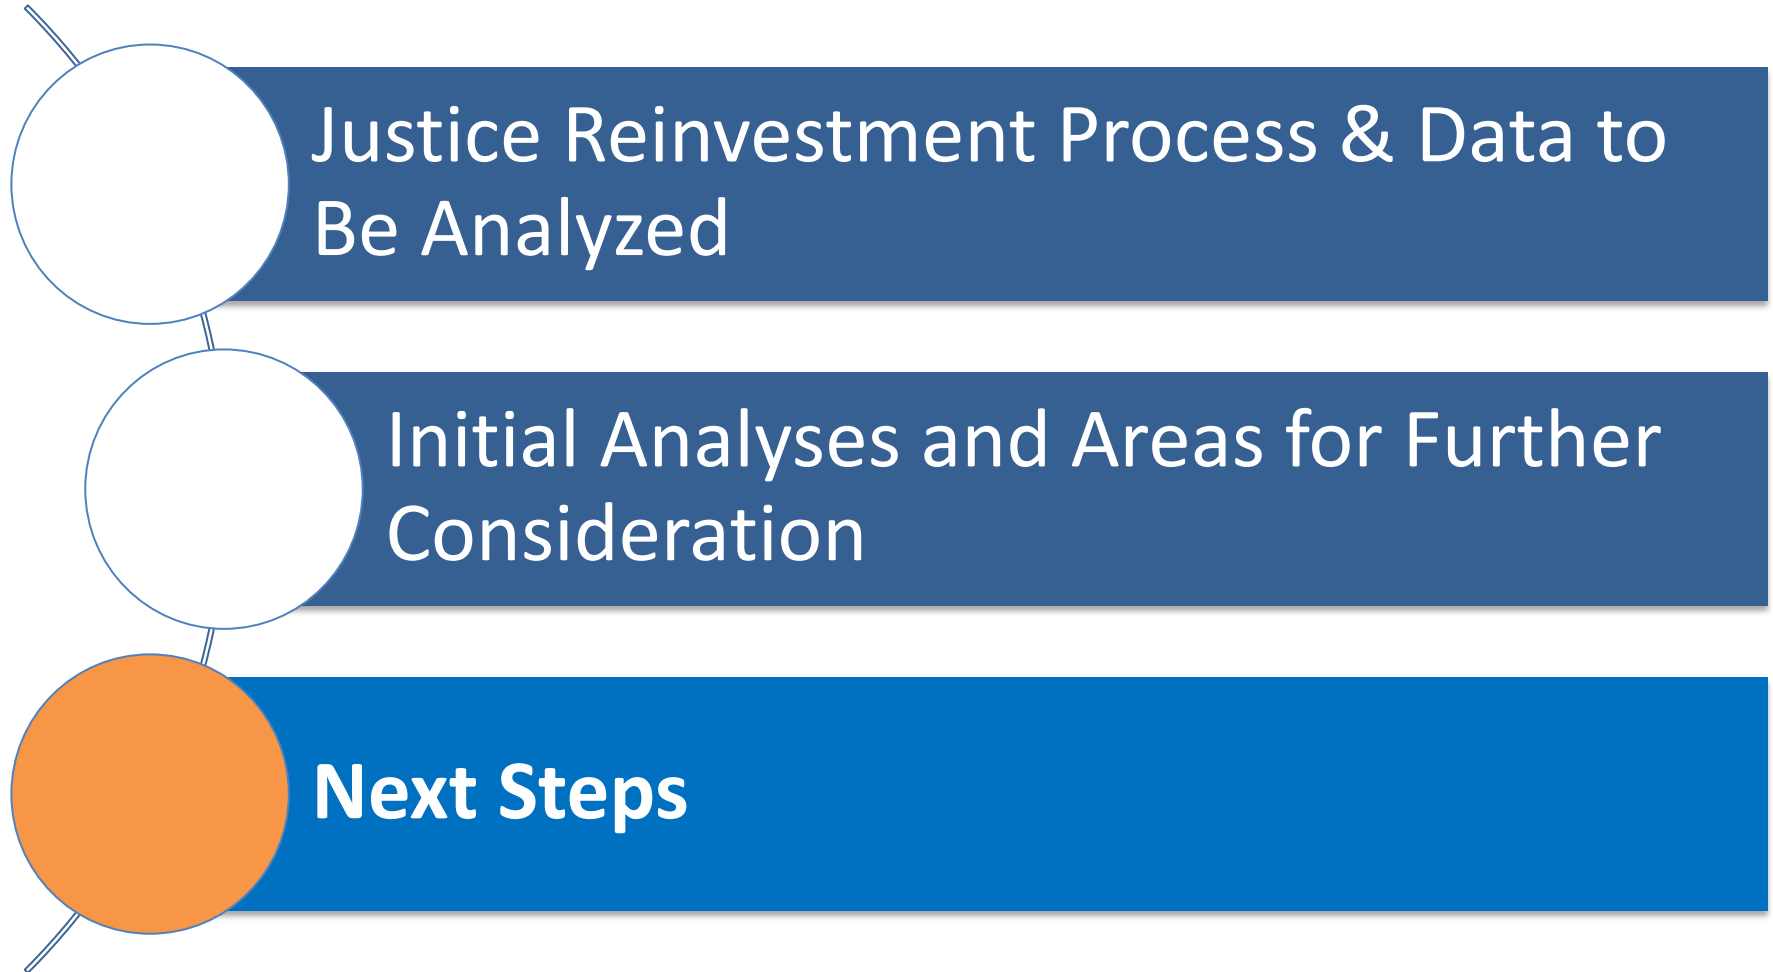 Justice Reinvestment Process & Data to
Be Analyzed
Initial Analyses and Areas for Further
Consideration
Next Steps